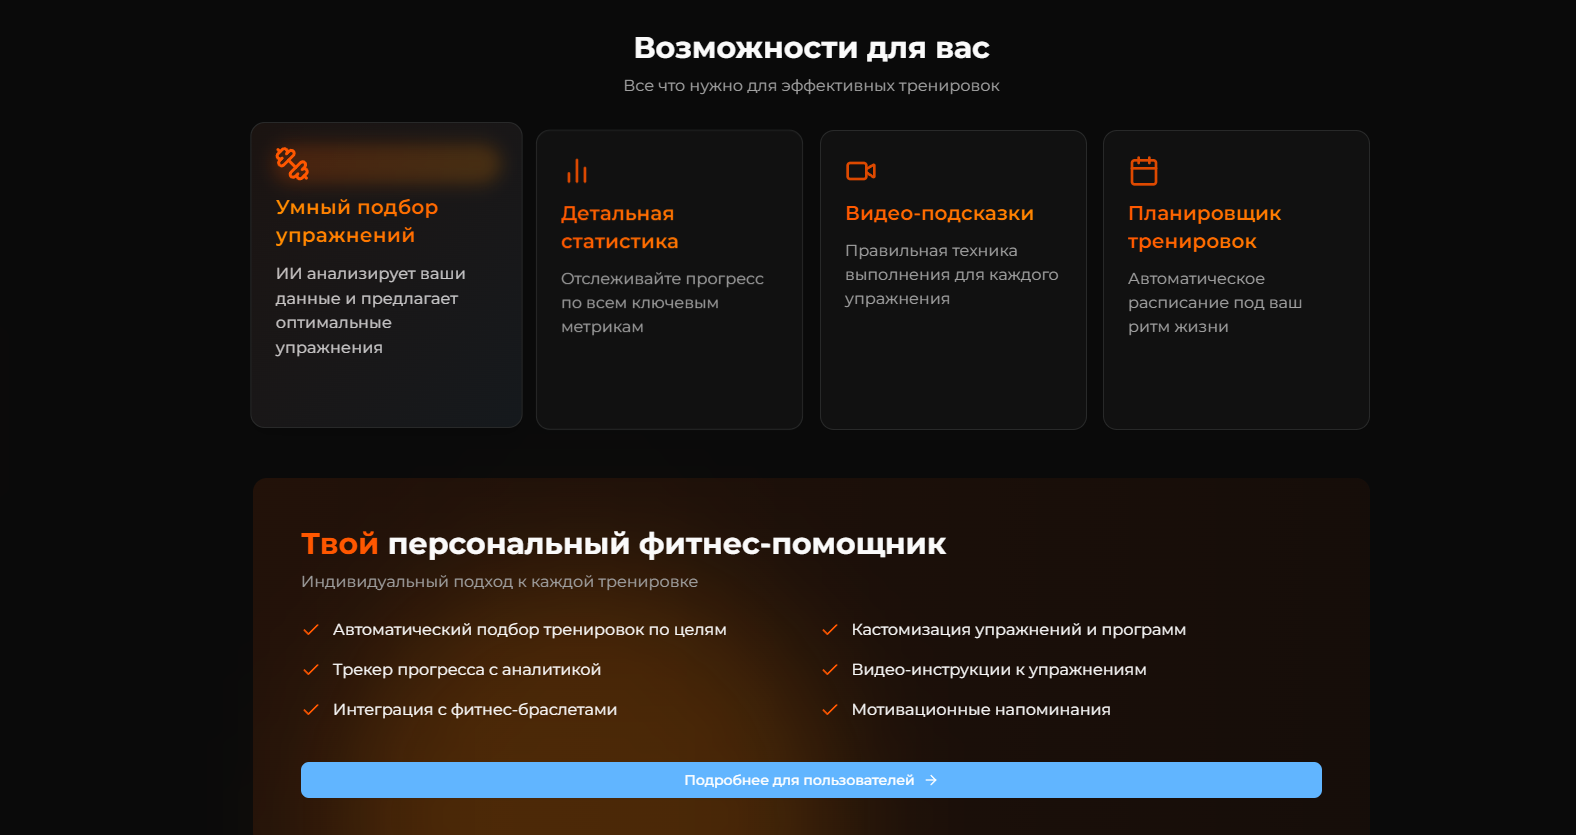 Возможности для вас
Все что нужно для эффективных тренировок
Умный подбор
упражнений
ИИ анализирует ваши
данные и предлагает
оптимальные
упражнения
Детальная
статистика
Отслеживайте прогресс
по всем ключевым
метрикам
Видео-подсказки
Правильная техника
выполнения для каждого
упражнения
Планировщик
тренировок
Автоматическое
расписание под ваш
ритм жизни
Твой персональный фитнес-помощник
Индивидуальный подход к каждой тренировке
Автоматический подбор тренировок по целям
Кастомизация упражнений и программ
Трекер прогресса с аналитикой
Видео-инструкции к упражнениям
Интеграция с фитнес-браслетами
Мотивационные напоминания
Подробнее для пользователей